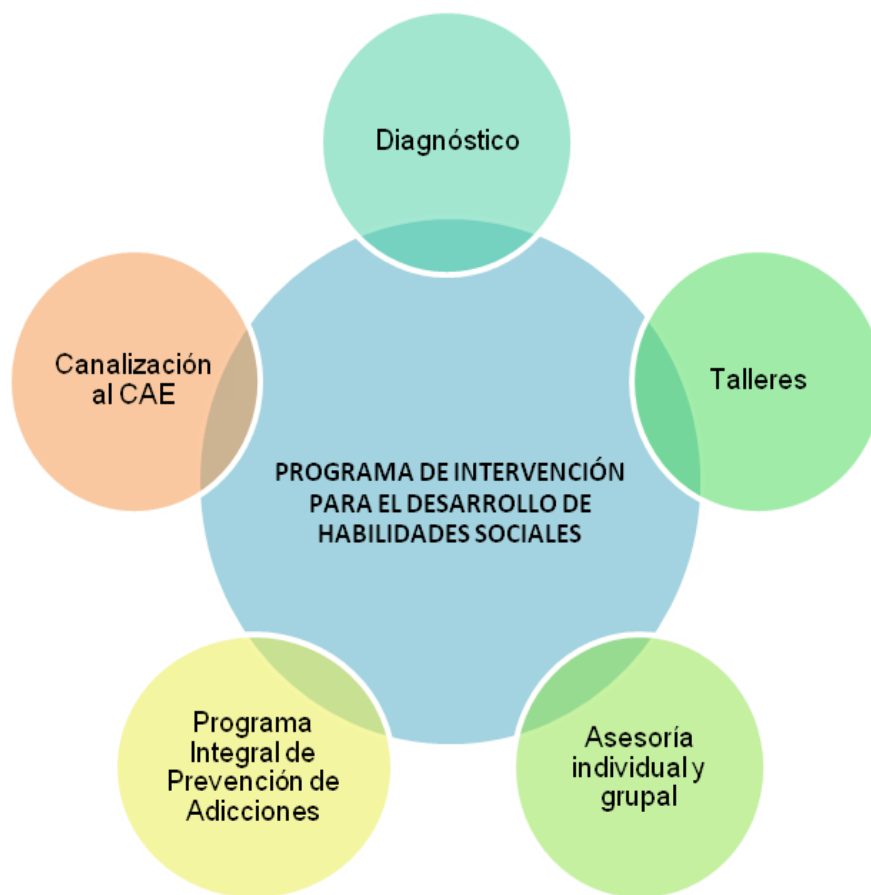 Diagnóstico
Canalización
al CAE
Talleres
PROGRAMA DE INTERVENCIÓN
PARA EL DESARROLLO DE
HABILIDADES SOCIALES
Programa
Integral de
Prevención de
Adicciones
Asesoría
individual y
grupal